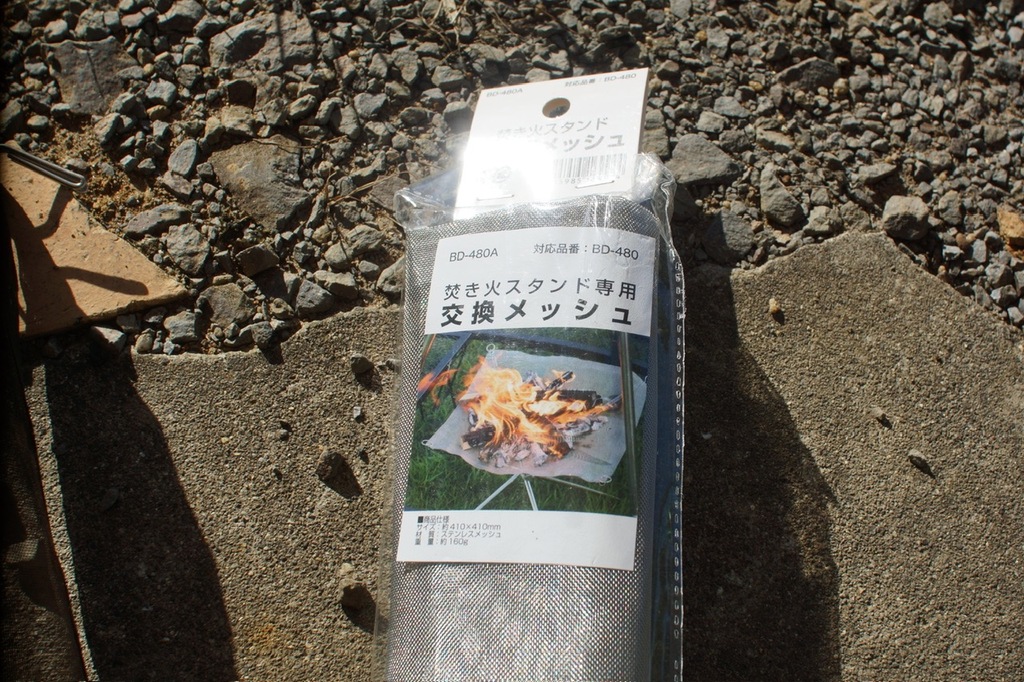 BD-480A 対応品番：BD-480
焚き火スタンド
メッシュ
BD-480A 対応品番：BD-480
焚き火スタンド専用
交換メッシュ
■商品仕様
サイズ：約410×410mm
材 質：ステンレスメッシュ
重 量：約160g